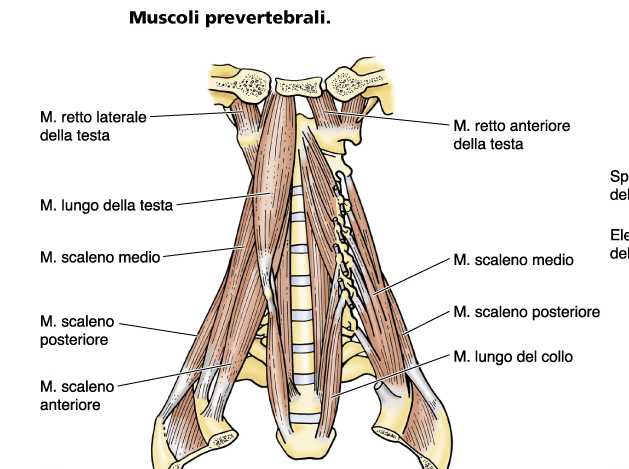 Muscoli prevertebrali.
M. retto laterale
della testa
M. lungo della testa
M. scaleno medio
M. scaleno
posteriore
M. scaleno
anteriore
M. retto anteriore
della testa
M. scaleno medio
M. scaleno posteriore
M. lungo del collo